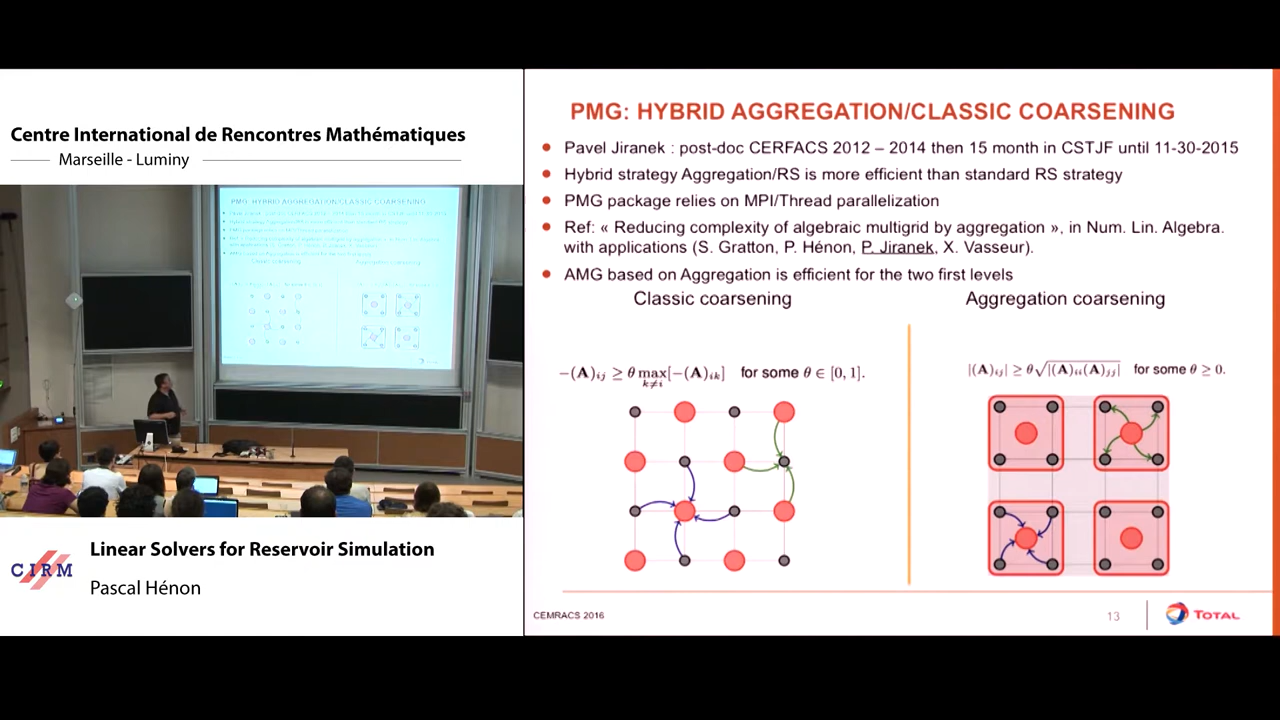 Centre International de Rencontres Mathématiques
Marseille - Luminy
PMG: HYBRID AGGREGATION/CLASSIC COARSENING
CIRM
Linear Solvers for Reservoir Simulation
Pascal Hénon
PMG: HYBRID AGGREGATION/CLASSIC COARSENING
Pavel Jiranek : post-doc CERFACS 2012 – 2014 then 15 month in CSTJF until 11-30-2015
Hybrid strategy Aggregation/RS is more efficient than standard RS strategy
PMG package relies on MPI/Thread parallelization
Ref: « Reducing complexity of algebraic multigrid by aggregation », in Num. Lin. Algebra.
with applications (S. Gratton, P. Hénon, P. Jiranek, X. Vasseur).
AMG based on Aggregation is efficient for the two first levels
Classic coarsening
−(A)ij ≥ θ max k≠i [−(A)ik] for some θ ∈ [0, 1].
Aggregation coarsening
|(A)ij| ≥ θ√|(A)ii(A)jj| for some θ ≥ 0.
CEMRACS 2016
13
TOTAL